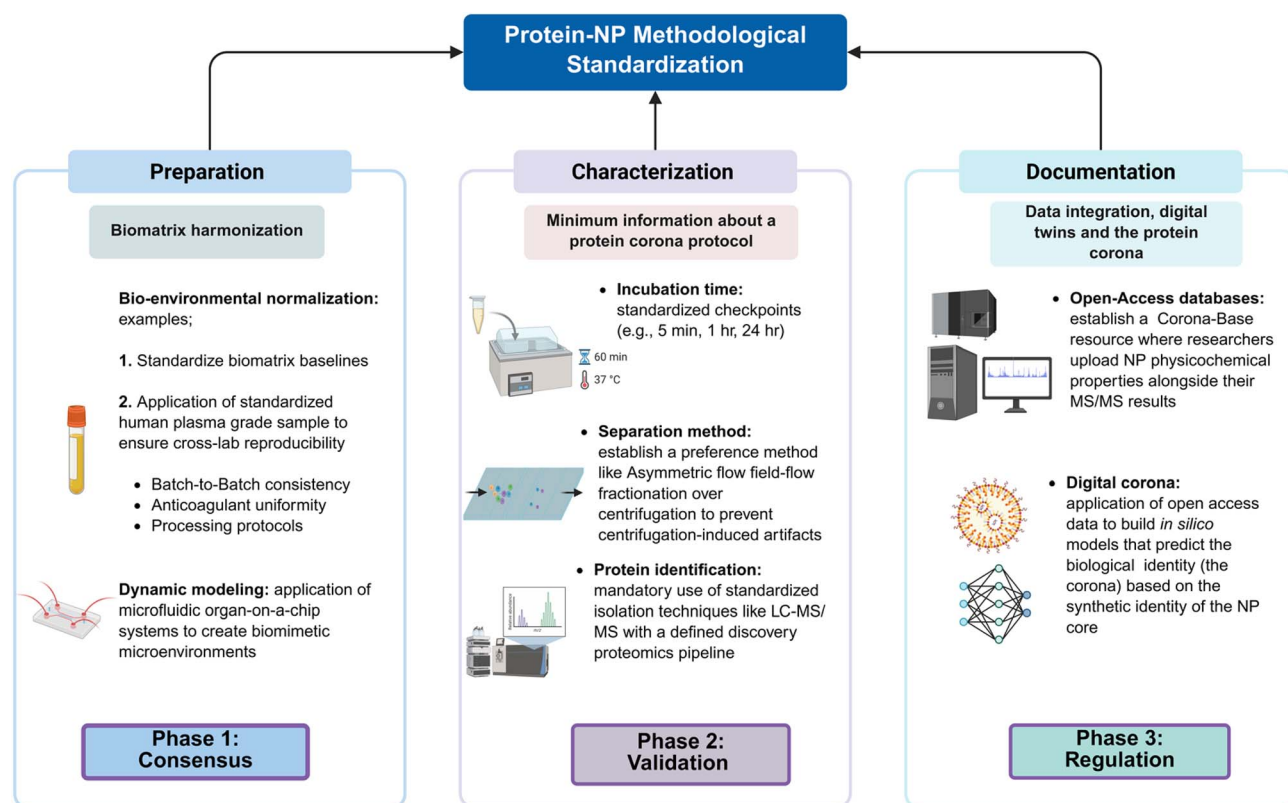 Protein-NP Methodological
Standardization
Preparation
Biomatrix harmonization
Bio-environmental normalization:
examples;
1. Standardize biomatrix baselines
2. Application of standardized
human plasma grade sample to
ensure cross-lab reproducibility
• Batch-to-Batch consistency
• Anticoagulant uniformity
• Processing protocols
Dynamic modeling: application of
microfluidic organ-on-a-chip
systems to create biomimetic
microenvironments
Phase 1:
Consensus
Characterization
Minimum information about a
protein corona protocol
• Incubation time:
standardized checkpoints
(e.g., 5 min, 1 hr, 24 hr)
60 min
37 °C
• Separation method:
establish a preference method
like Asymmetric flow field-flow
fractionation over
centrifugation to prevent
centrifugation-induced artifacts
• Protein identification:
mandatory use of standardized
isolation techniques like LC-MS/
MS with a defined discovery
proteomics pipeline
Relative abundance
m/z
Phase 2:
Validation
Documentation
Data integration, digital
twins and the protein
corona
• Open-Access databases:
establish a Corona-Base
resource where researchers
upload NP physicochemical
properties alongside their
MS/MS results
• Digital corona:
application of open access
data to build in silico
models that predict the
biological identity (the
corona) based on the
synthetic identity of the NP
core
Phase 3:
Regulation